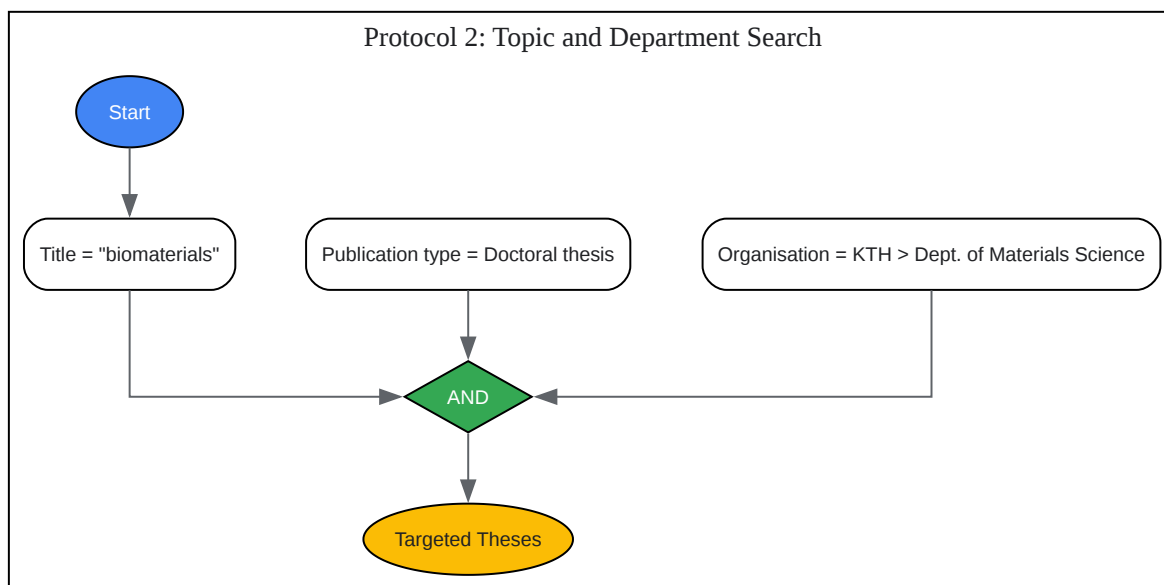 Protocol 2: Topic and Department Search
Start
Title = "biomaterials"
Publication type = Doctoral thesis
Organisation = KTH > Dept. of Materials Science
AND
Targeted Theses